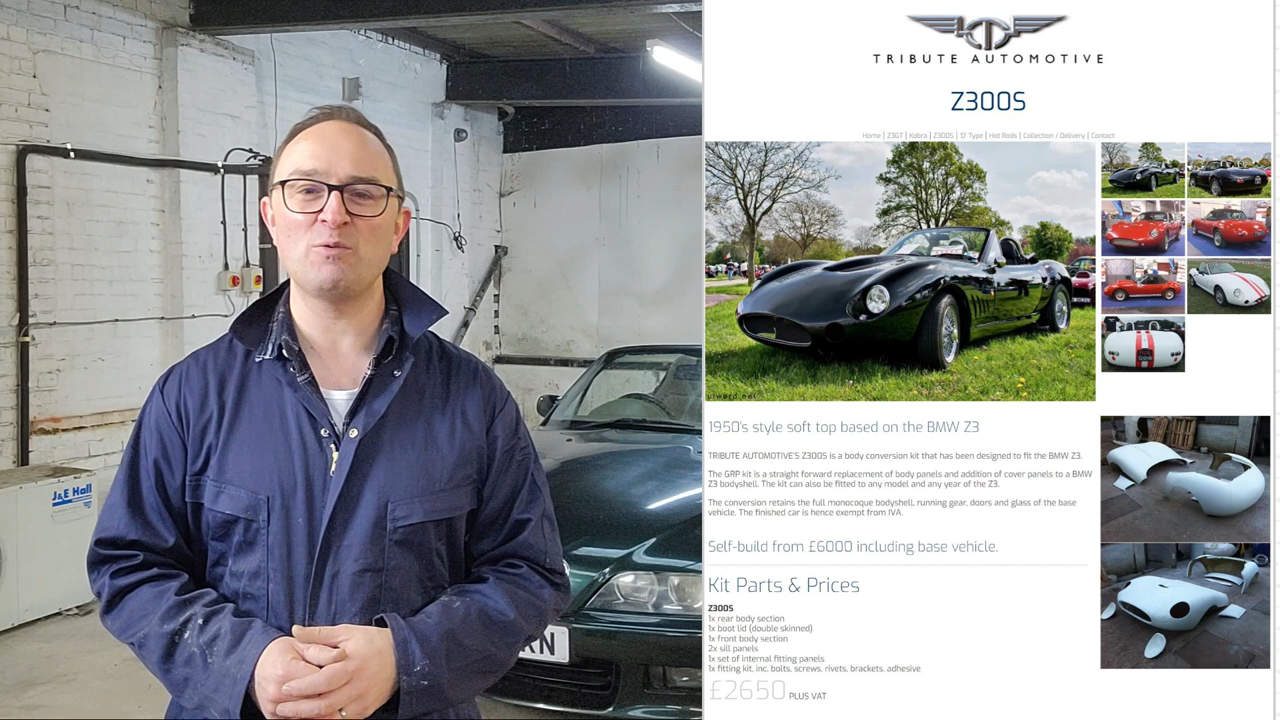 J&E Hall
RN
TRIBUTE AUTOMOTIVE
Z300S
Home | Z3GT | Kobra | Z300S | 'D' Type | Hot Rods | Collection / Delivery | Contact
1950's style soft top based on the BMW Z3
TRIBUTE AUTOMOTIVE'S Z300S is a body conversion kit that has been designed to fit the BMW Z3.
The GRP kit is a straight forward replacement of body panels and addition of cover panels to a BMW
Z3 bodyshell. The kit can also be fitted to any model and any year of the Z3.
The conversion retains the full monocoque bodyshell, running gear, doors and glass of the base
vehicle. The finished car is hence exempt from IVA.
Self-build from £6000 including base vehicle.
Kit Parts & Prices
Z300S
1x rear body section
1x boot lid (double skinned)
1x front body section
2x sill panels
1x set of internal fitting panels
1x fitting kit, inc. bolts, screws, rivets, brackets, adhesive
£2650 PLUS VAT